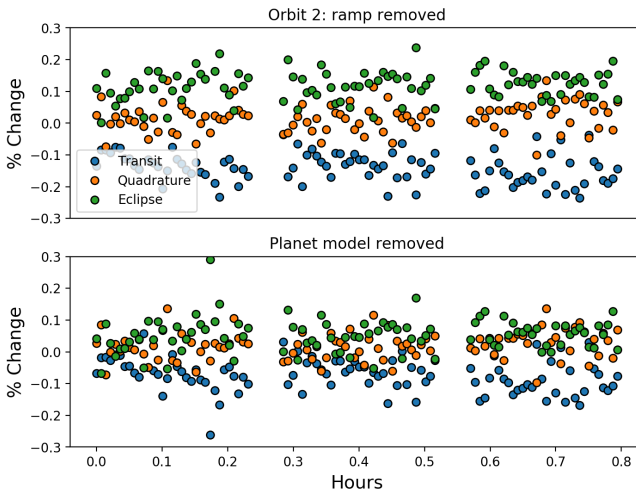 Orbit 2: ramp removed
0.3
0.2
0.1
0.0
−0.1
−0.2
−0.3
% Change
Transit
Quadrature
Eclipse
Planet model removed
0.3
0.2
0.1
0.0
−0.1
−0.2
−0.3
% Change
0.0 0.1 0.2 0.3 0.4 0.5 0.6 0.7 0.8
Hours